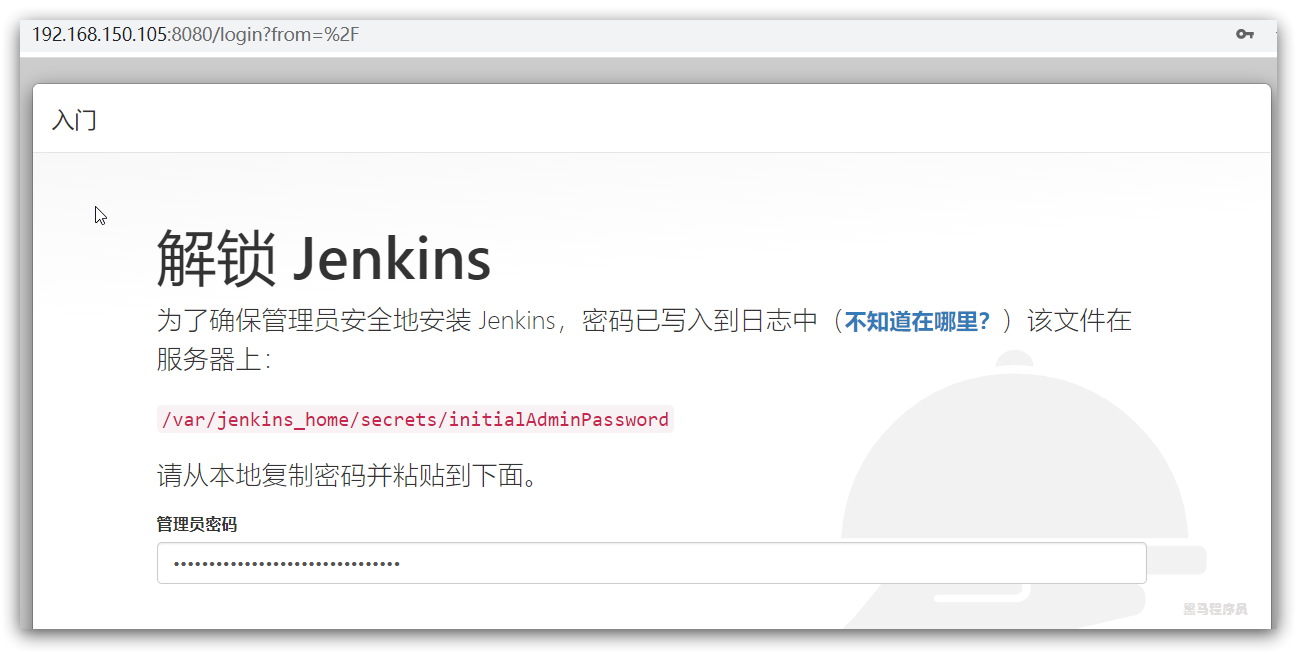 192.168.150.105:8080/login?from=%2F
入门
解锁 Jenkins
为了确保管理员安全地安装 Jenkins，密码已写入到日志中（不知道在哪里？）该文件在
服务器上：
/var/jenkins_home/secrets/initialAdminPassword
请从本地复制密码并粘贴到下面。
管理员密码
••••••••••••••••••••••••••••••••
黑马程序员